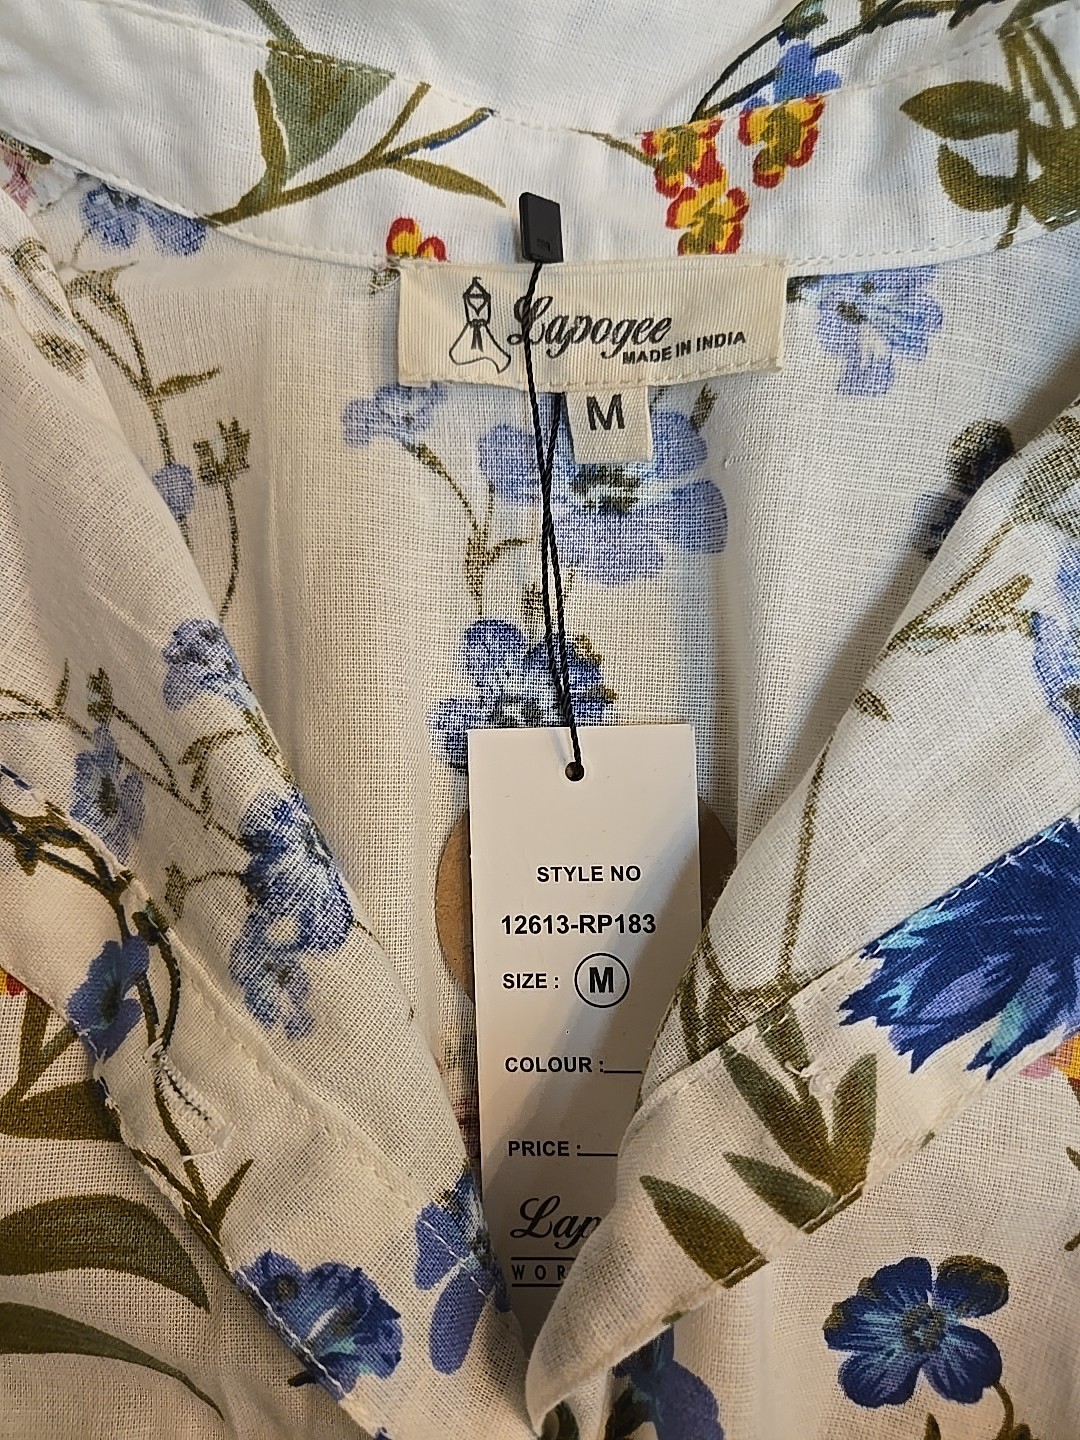 Lapogee
MADE IN INDIA
M
STYLE NO
12613-RP183
SIZE : M
COLOUR :
PRICE :